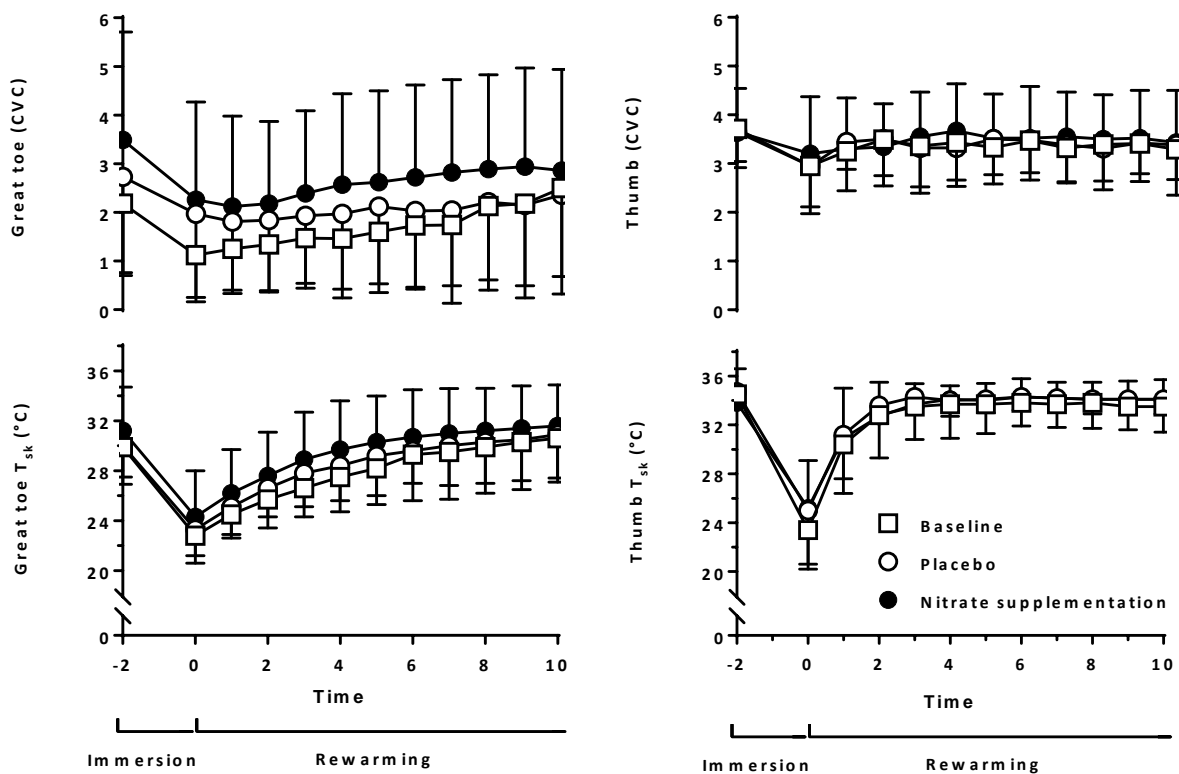 Great toe (CVC)
6
5
4
3
2
1
0
Thumb (CVC)
6
5
4
3
2
1
0
Great toe Tsk (°C)
36
32
28
24
20
0
-2 0 2 4 6 8 10
Time
Immersion Rewarming
Thumb Tsk (°C)
36
32
28
24
20
0
Baseline
Placebo
Nitrate supplementation
-2 0 2 4 6 8 10
Time
Immersion Rewarming